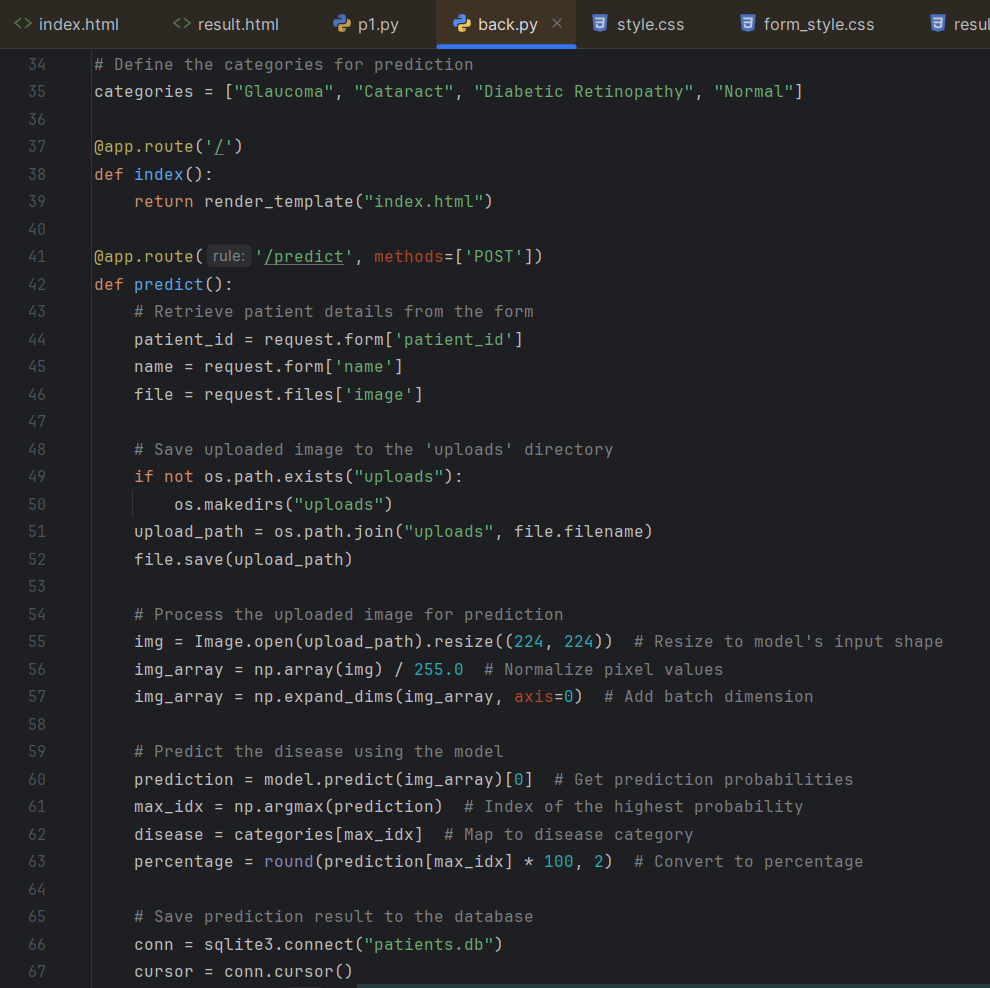 <> index.html <> result.html p1.py back.py × style.css form_style.css resul
34 # Define the categories for prediction
35 categories = ["Glaucoma", "Cataract", "Diabetic Retinopathy", "Normal"]
36
37 @app.route('/')
38 def index():
39     return render_template("index.html")
40
41 @app.route( rule: '/predict', methods=['POST'])
42 def predict():
43     # Retrieve patient details from the form
44     patient_id = request.form['patient_id']
45     name = request.form['name']
46     file = request.files['image']
47
48     # Save uploaded image to the 'uploads' directory
49     if not os.path.exists("uploads"):
50         os.makedirs("uploads")
51     upload_path = os.path.join("uploads", file.filename)
52     file.save(upload_path)
53
54     # Process the uploaded image for prediction
55     img = Image.open(upload_path).resize((224, 224))  # Resize to model's input shape
56     img_array = np.array(img) / 255.0  # Normalize pixel values
57     img_array = np.expand_dims(img_array, axis=0)  # Add batch dimension
58
59     # Predict the disease using the model
60     prediction = model.predict(img_array)[0]  # Get prediction probabilities
61     max_idx = np.argmax(prediction)  # Index of the highest probability
62     disease = categories[max_idx]  # Map to disease category
63     percentage = round(prediction[max_idx] * 100, 2)  # Convert to percentage
64
65     # Save prediction result to the database
66     conn = sqlite3.connect("patients.db")
67     cursor = conn.cursor()